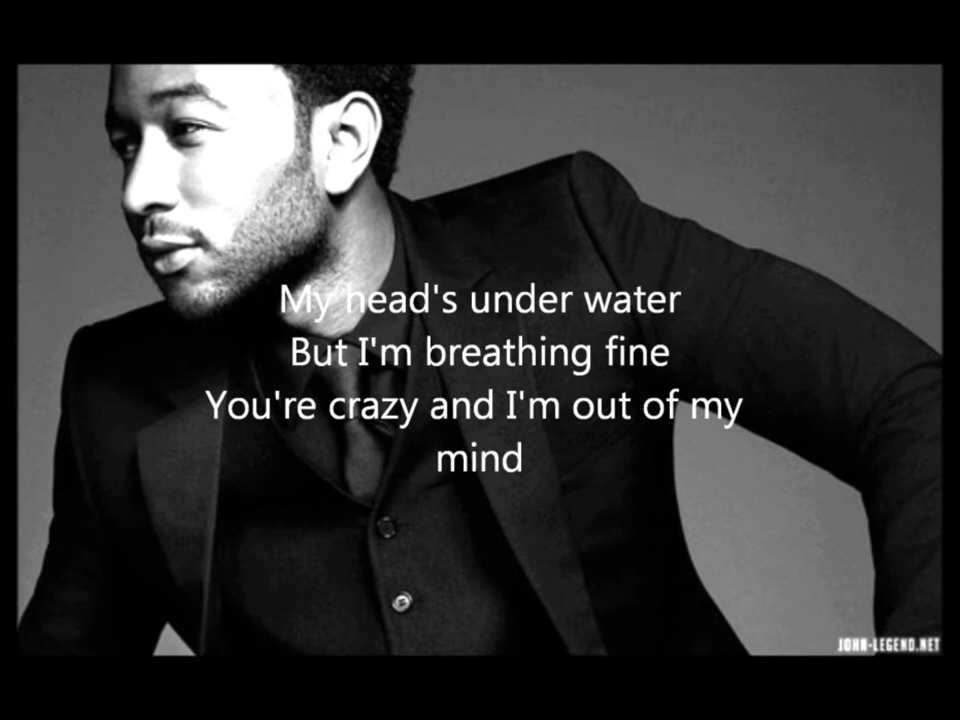 My head's under water
But I'm breathing fine
You're crazy and I'm out of my
mind
JOHN-LEGEND.NET